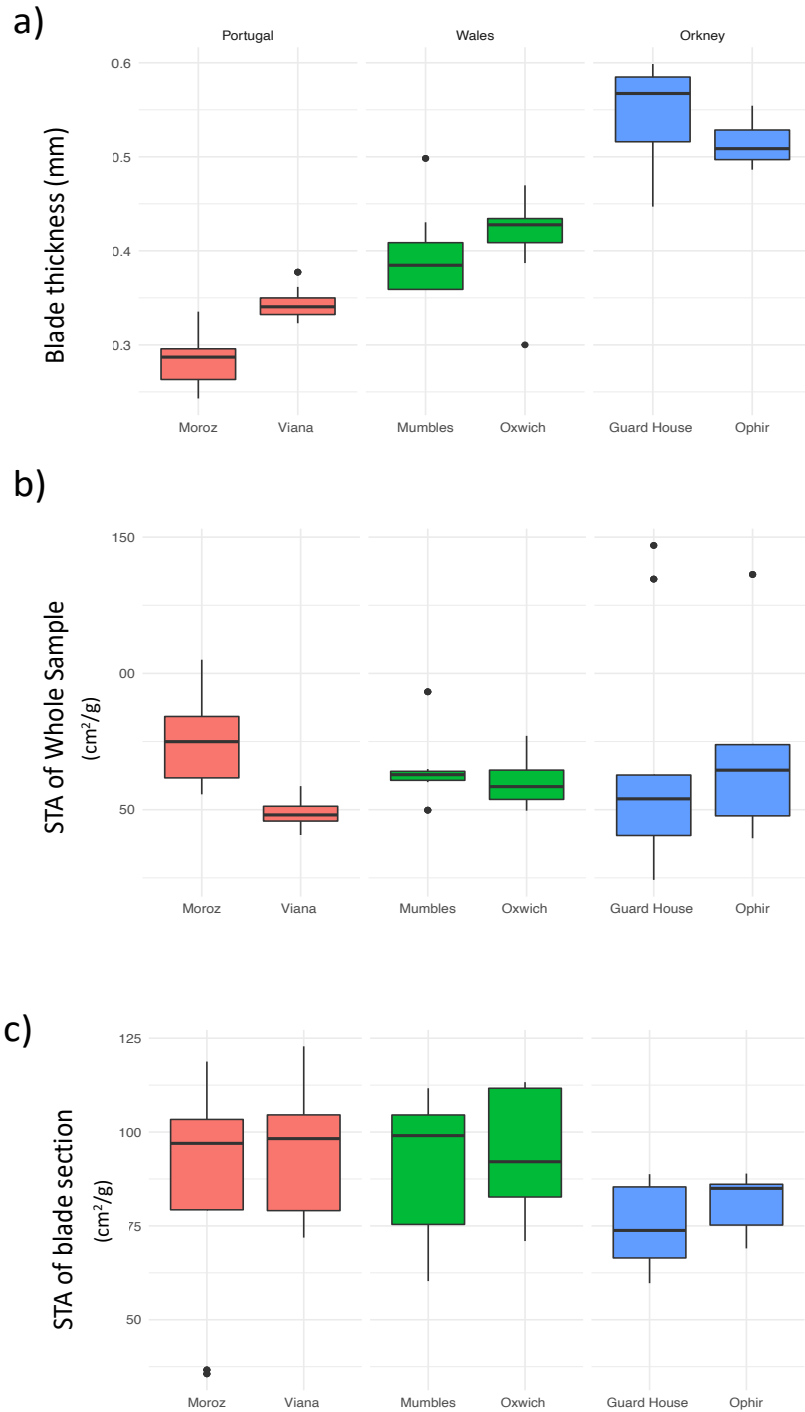 a)
Portugal Wales Orkney
0.6
0.5
0.4
0.3
Blade thickness (mm)
Moroz Viana Mumbles Oxwich Guard House Ophir
b)
150
00
50
STA of Whole Sample
(cm²/g)
Moroz Viana Mumbles Oxwich Guard House Ophir
c)
125
100
75
50
STA of blade section
(cm²/g)
Moroz Viana Mumbles Oxwich Guard House Ophir